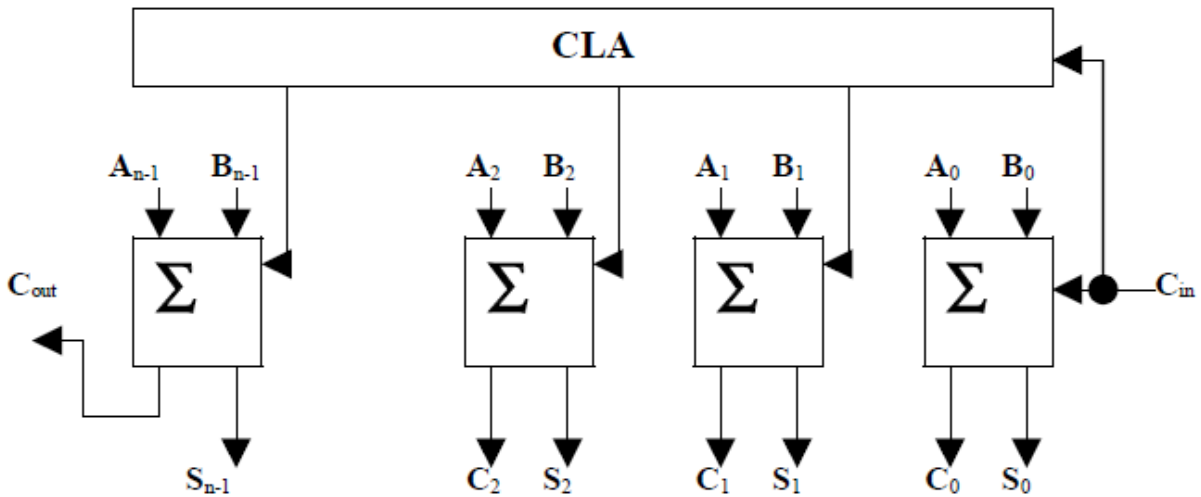 CLA
Aₙ₋₁ Bₙ₋₁ A₂ B₂ A₁ B₁ A₀ B₀
Σ Σ Σ Σ
Cₒᵤₜ Cᵢₙ
Sₙ₋₁ C₂ S₂ C₁ S₁ C₀ S₀